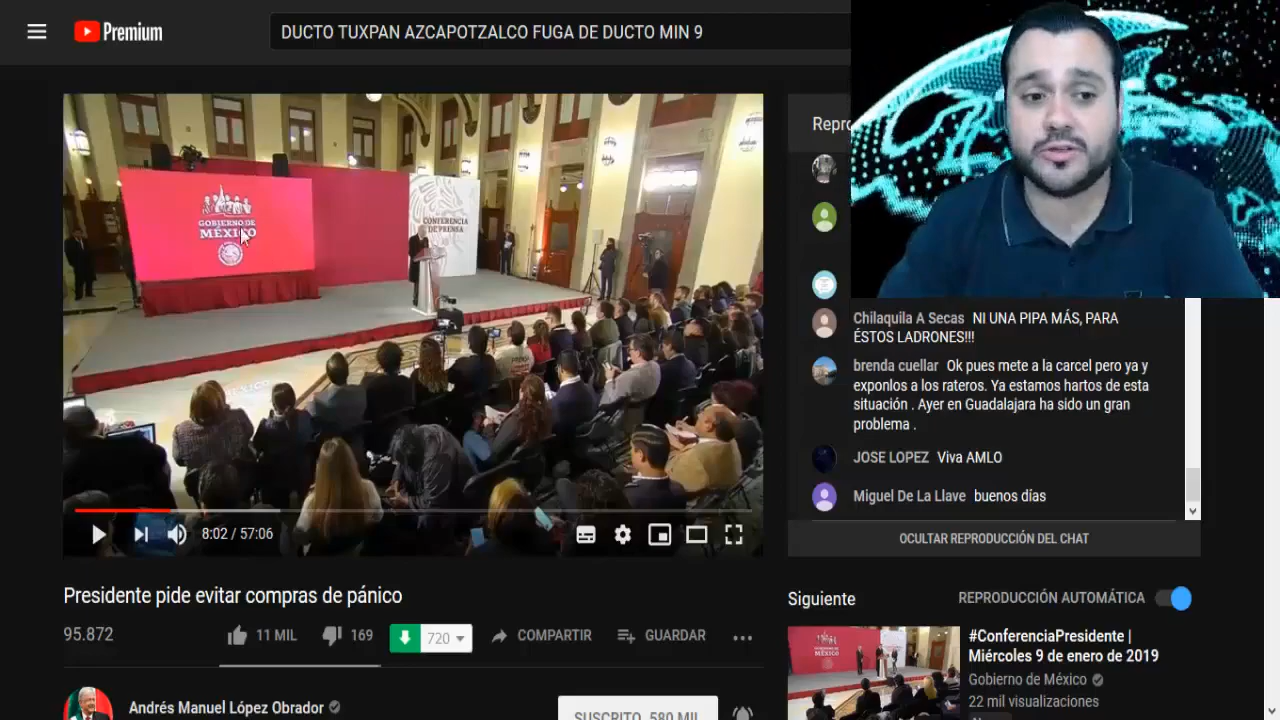 Premium
DUCTO TUXPAN AZCAPOTZALCO FUGA DE DUCTO MIN 9
GOBIERNO DE
MÉXICO
CONFERENCIA
DE PRENSA
8:02 / 57:06
Presidente pide evitar compras de pánico
95.872
11 MIL
169
720
COMPARTIR
GUARDAR
Andrés Manuel López Obrador
SUSCRITO 580 MIL
Repro
Chilaquila A Secas NI UNA PIPA MÁS, PARA
ÉSTOS LADRONES!!!
brenda cuellar Ok pues mete a la carcel pero ya y
exponlos a los rateros. Ya estamos hartos de esta
situación . Ayer en Guadalajara ha sido un gran
problema .
JOSE LOPEZ Viva AMLO
Miguel De La Llave buenos días
OCULTAR REPRODUCCIÓN DEL CHAT
Siguiente
REPRODUCCIÓN AUTOMÁTICA
#ConferenciaPresidente |
Miércoles 9 de enero de 2019
Gobierno de México
22 mil visualizaciones